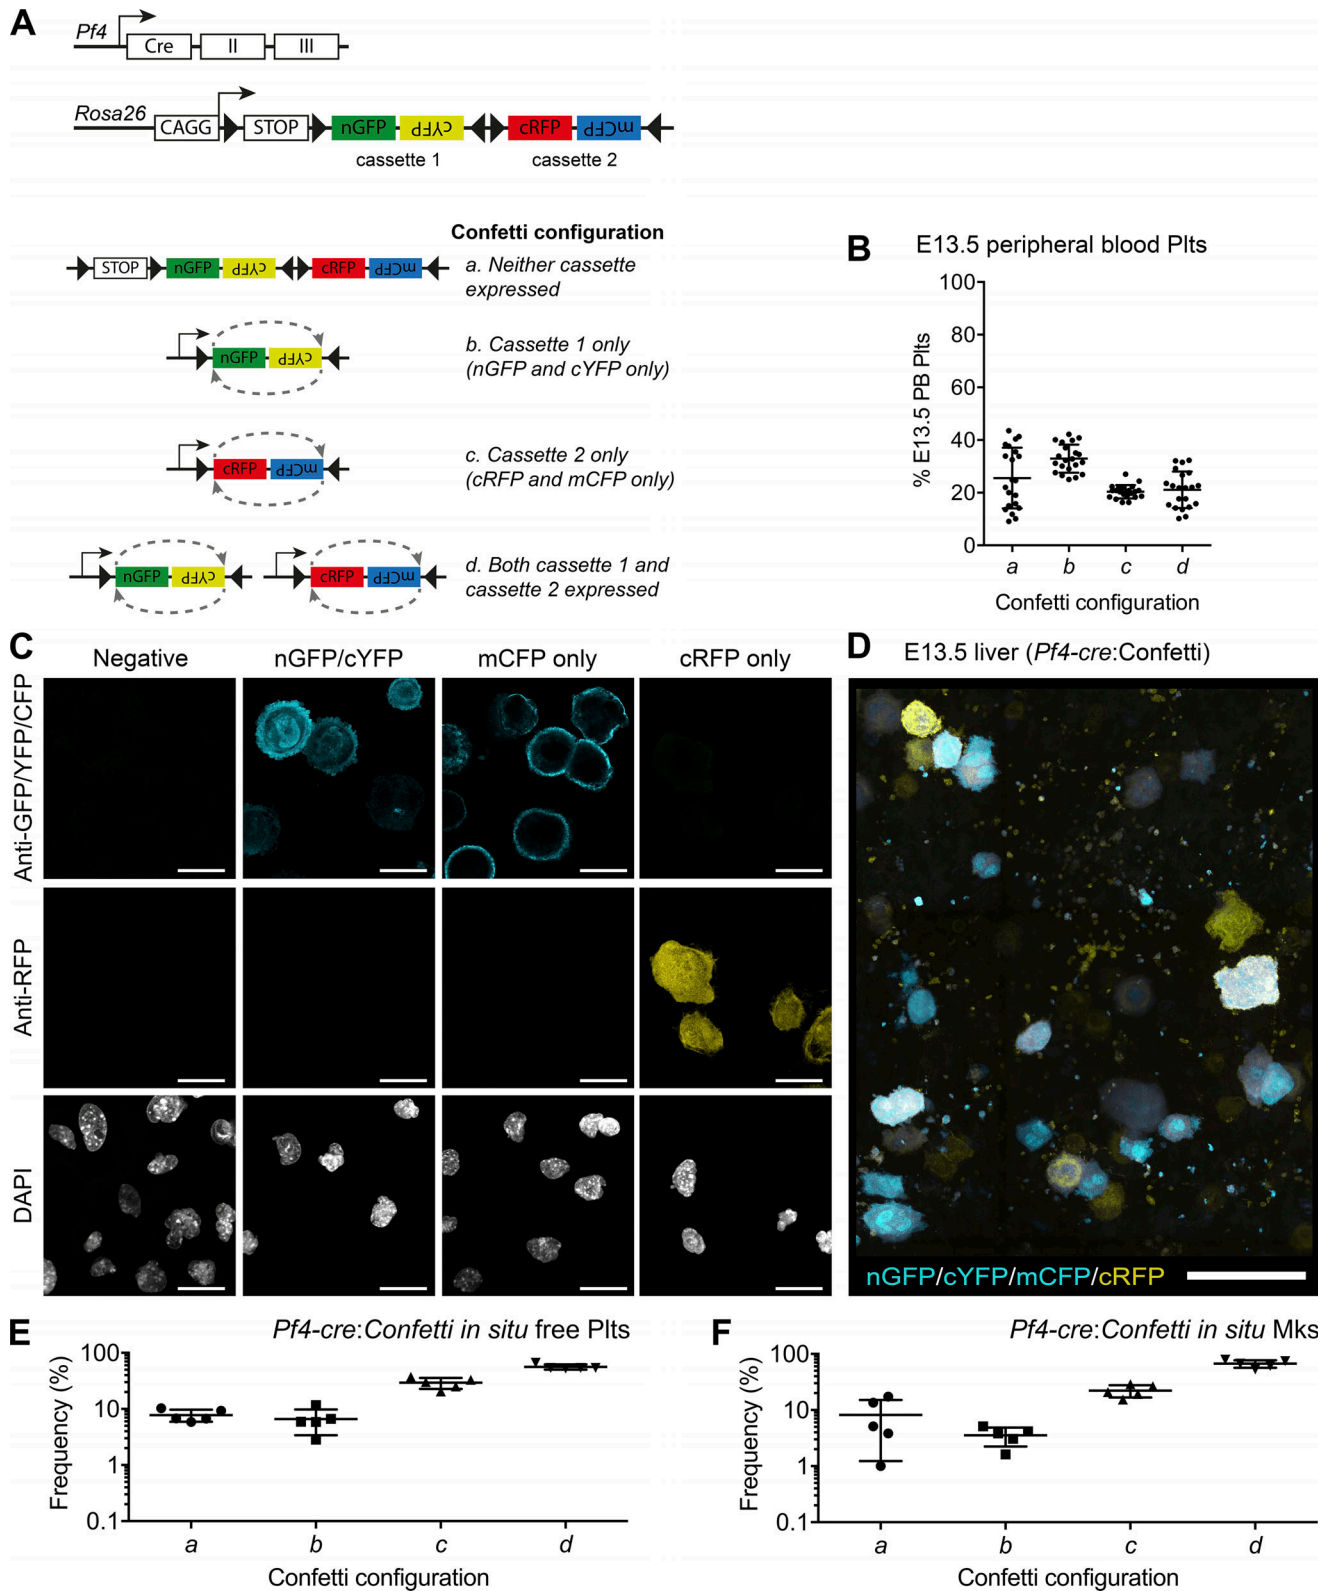 A
Pf4
Cre
II
III
Rosa26
CAGG
STOP
nGFP
cYFP
cRFP
mCFP
cassette 1
cassette 2
Confetti configuration
STOP
nGFP
cYFP
cRFP
mCFP
a. Neither cassette
expressed
nGFP
cYFP
b. Cassette 1 only
(nGFP and cYFP only)
cRFP
mCFP
c. Cassette 2 only
(cRFP and mCFP only)
nGFP
cYFP
cRFP
mCFP
d. Both cassette 1 and
cassette 2 expressed
B
E13.5 peripheral blood Plts
% E13.5 PB Plts
100
80
60
40
20
0
a
b
c
d
Confetti configuration
C
Negative
nGFP/cYFP
mCFP only
cRFP only
Anti-GFP/YFP/CFP
Anti-RFP
DAPI
D
E13.5 liver (Pf4-cre:Confetti)
nGFP/cYFP/mCFP/cRFP
E
Pf4-cre:Confetti in situ free Plts
Frequency (%)
100
10
1
0.1
a
b
c
d
Confetti configuration
F
Pf4-cre:Confetti in situ Mks
Frequency (%)
100
10
1
0.1
a
b
c
d
Confetti configuration